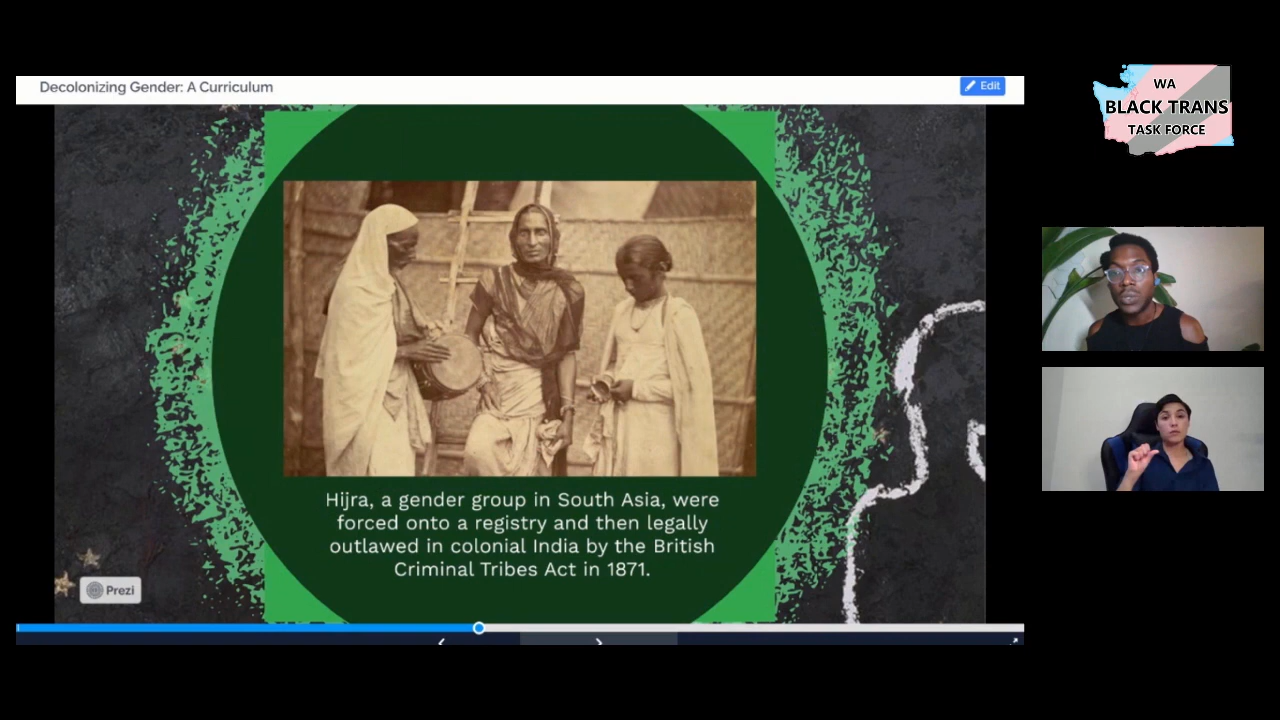 Decolonizing Gender: A Curriculum
Edit
WA
BLACK TRANS
TASK FORCE
Hijra, a gender group in South Asia, were
forced onto a registry and then legally
outlawed in colonial India by the British
Criminal Tribes Act in 1871.
Prezi